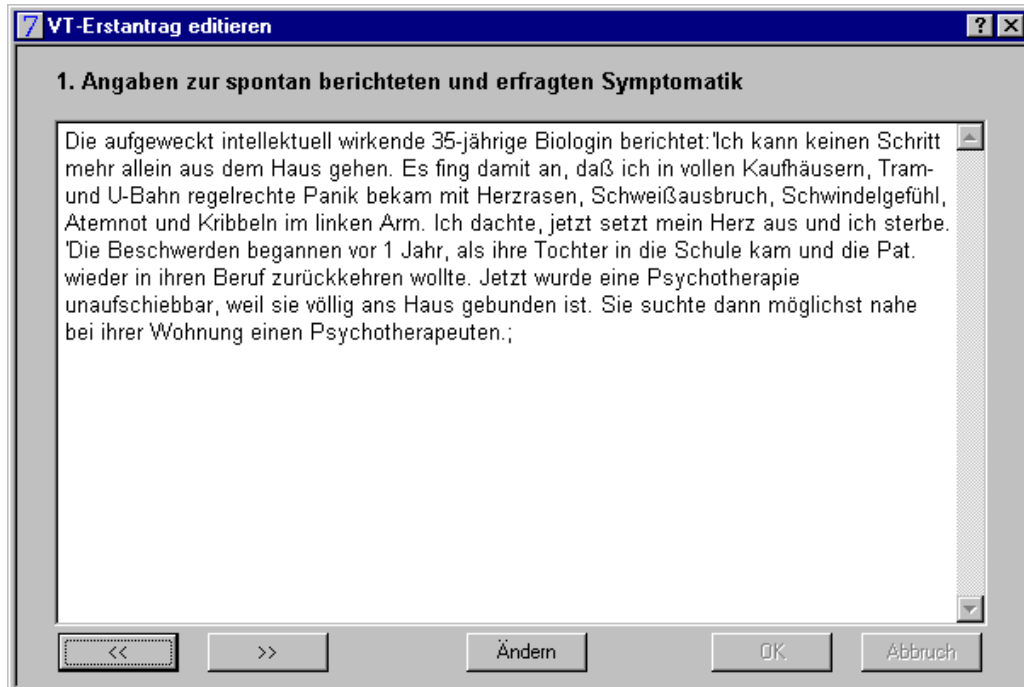 7 VT-Erstantrag editieren ? X
1. Angaben zur spontan berichteten und erfragten Symptomatik
Die aufgeweckt intellektuell wirkende 35-jährige Biologin berichtet:'Ich kann keinen Schritt
mehr allein aus dem Haus gehen. Es fing damit an, daß ich in vollen Kaufhäusern, Tram-
und U-Bahn regelrechte Panik bekam mit Herzrasen, Schweißausbruch, Schwindelgefühl,
Atemnot und Kribbeln im linken Arm. Ich dachte, jetzt setzt mein Herz aus und ich sterbe.
'Die Beschwerden begannen vor 1 Jahr, als ihre Tochter in die Schule kam und die Pat.
wieder in ihren Beruf zurückkehren wollte. Jetzt wurde eine Psychotherapie
unaufschiebbar, weil sie völlig ans Haus gebunden ist. Sie suchte dann möglichst nahe
bei ihrer Wohnung einen Psychotherapeuten.;
<< >> Ändern OK Abbruch